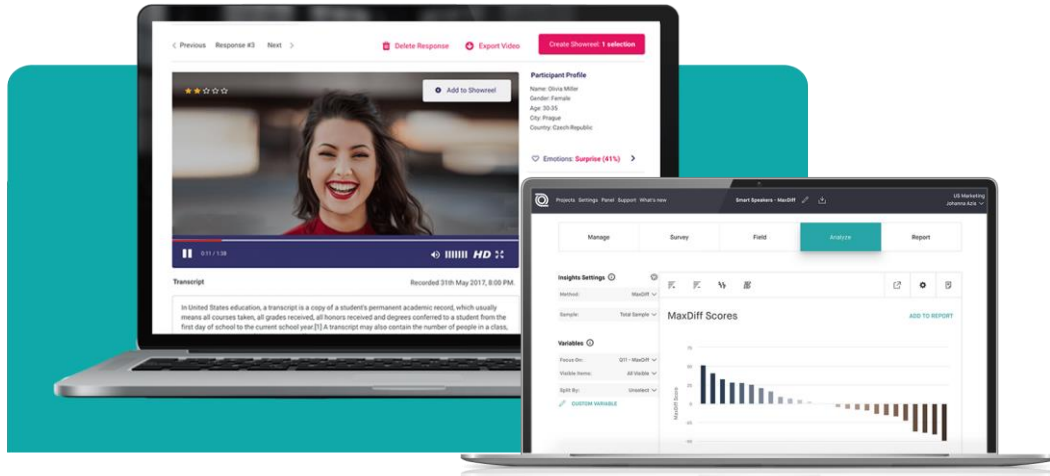 Previous Response #3 Next
Delete Response
Export Video
Create Showreel: 1 selection
Add to Showreel
0:11 / 1:38
HD
Participant Profile
Name: Olivia Miller
Gender: Female
Age: 30-35
City: Prague
Country: Czech Republic
Emotions: Surprise (41%)
Transcript
Recorded 31th May 2017, 8:00 PM.
In United States education, a transcript is a copy of a student's permanent academic record, which usually
means all courses taken, all grades received, all honors received and degrees conferred to a student from the
first day of school to the current school year.[1] A transcript may also contain the number of people in a class,
Projects Settings Panel Support What's new
Smart Speakers - MaxDiff
US Marketing
Johanna Azis
Manage
Survey
Field
Analyze
Report
Insights Settings
Method: MaxDiff
Sample: Total Sample
Variables
Focus On: Q11 - MaxDiff
Visible Items: All Visible
Split By: Unselect
CUSTOM VARIABLE
MaxDiff Scores
ADD TO REPORT
MaxDiff Score